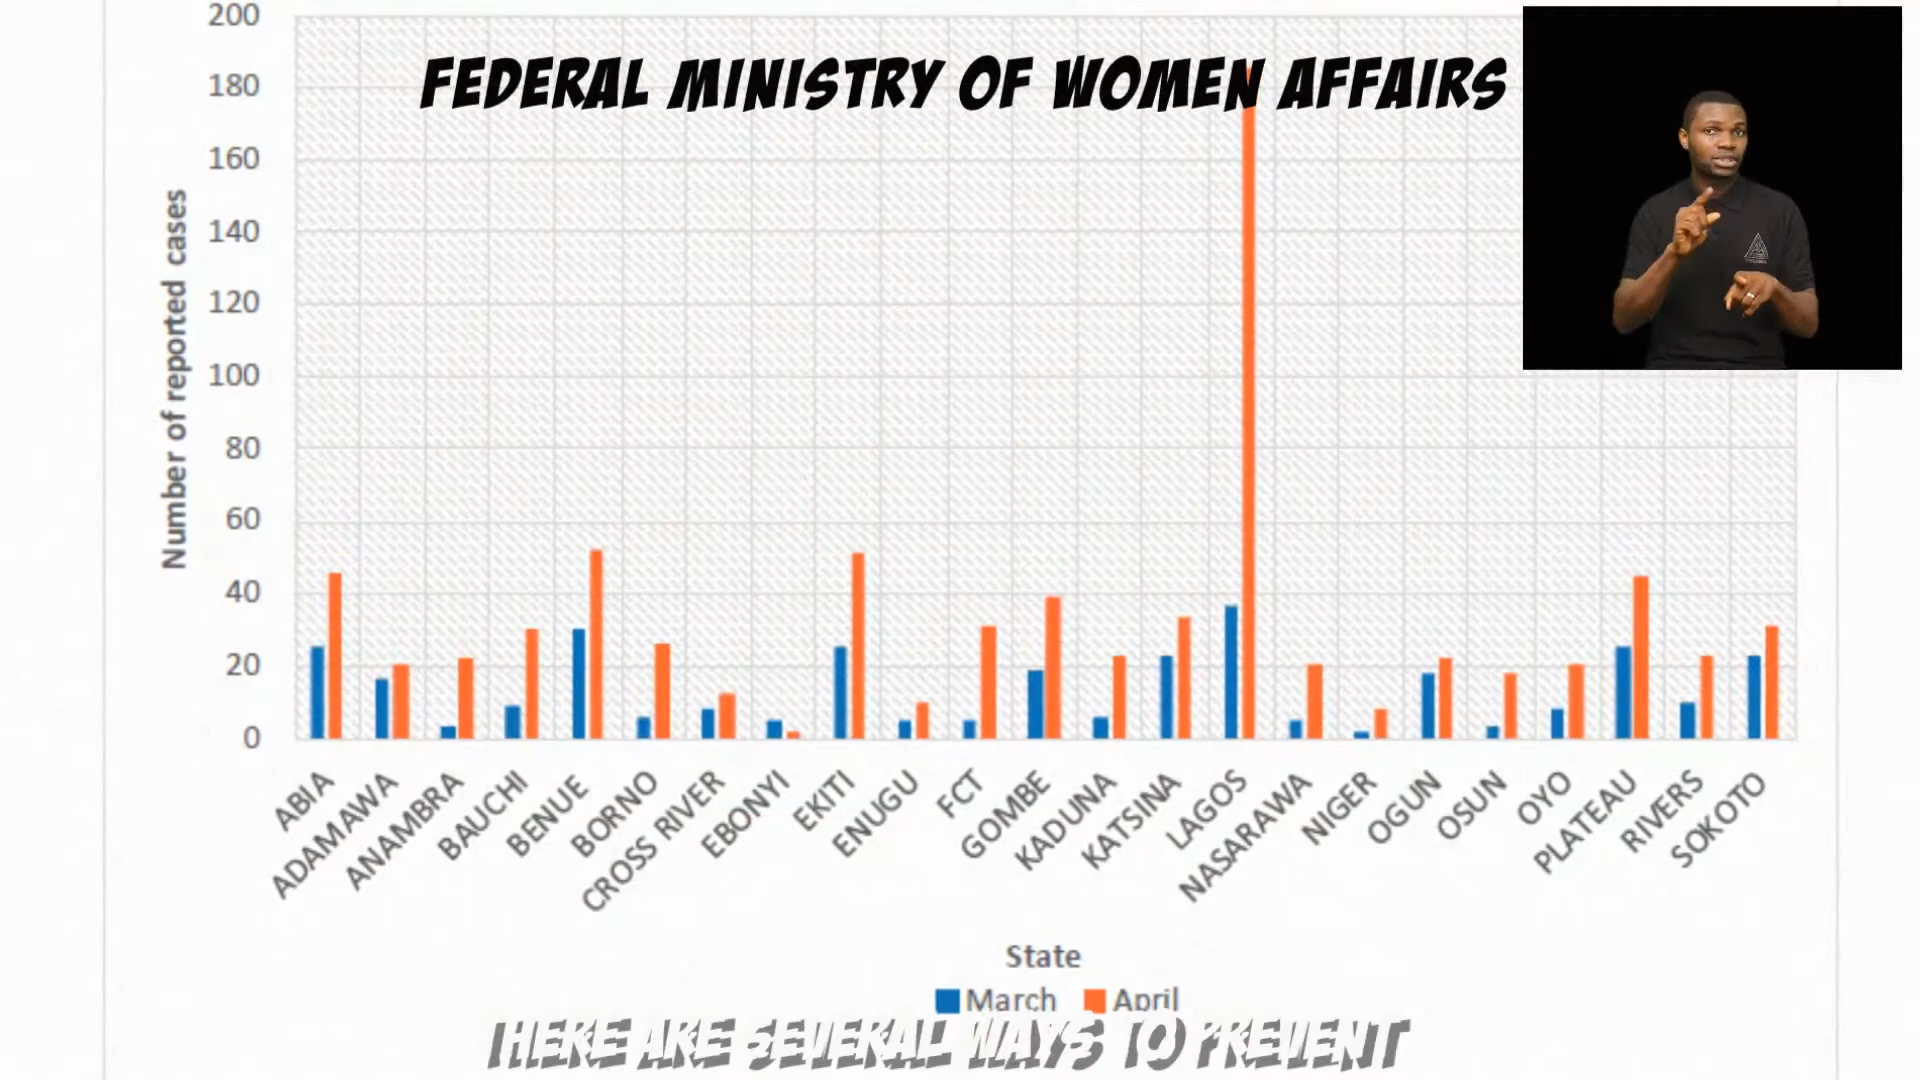 200
FEDERAL MINISTRY OF WOMEN AFFAIRS
180
160
140
120
100
80
60
40
20
0
Number of reported cases
ABIA
ADAMAWA
ANAMBRA
BAUCHI
BENUE
BORNO
CROSS RIVER
EBONYI
EKITI
ENUGU
FCT
GOMBE
KADUNA
KATSINA
LAGOS
NASARAWA
NIGER
OGUN
OSUN
OYO
PLATEAU
RIVERS
SOKOTO
State
March April
THERE ARE SEVERAL WAYS TO PREVENT